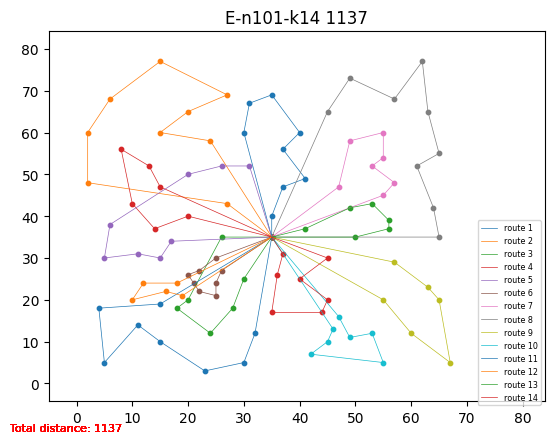 E-n101-k14 1137
80
70
60
50
40
30
20
10
0
0 10 20 30 40 50 60 70 80
route 1
route 2
route 3
route 4
route 5
route 6
route 7
route 8
route 9
route 10
route 11
route 12
route 13
route 14
Total distance: 1137